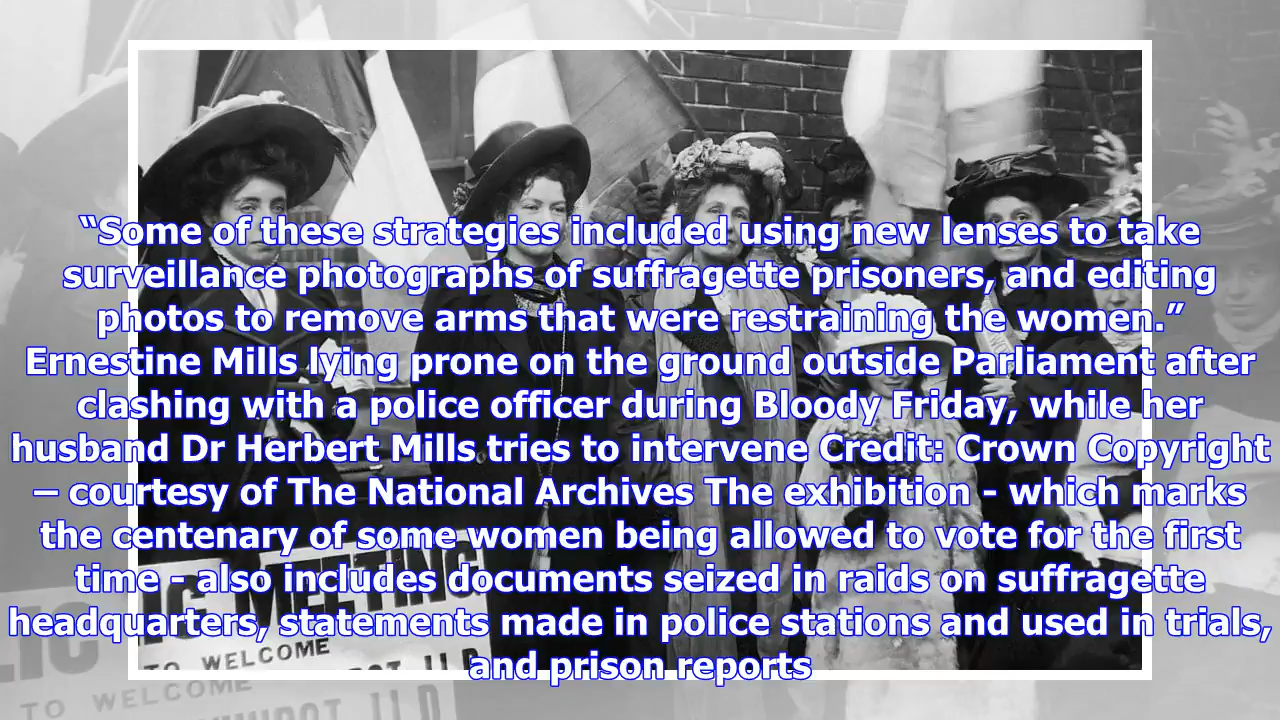 “Some of these strategies included using new lenses to take
surveillance photographs of suffragette prisoners, and editing
photos to remove arms that were restraining the women.”
Ernestine Mills lying prone on the ground outside Parliament after
clashing with a police officer during Bloody Friday, while her
husband Dr Herbert Mills tries to intervene Credit: Crown Copyright
– courtesy of The National Archives The exhibition - which marks
the centenary of some women being allowed to vote for the first
time - also includes documents seized in raids on suffragette
headquarters, statements made in police stations and used in trials,
and prison reports
IC MEETING
TO WELCOME
LIC
TO WELCOME